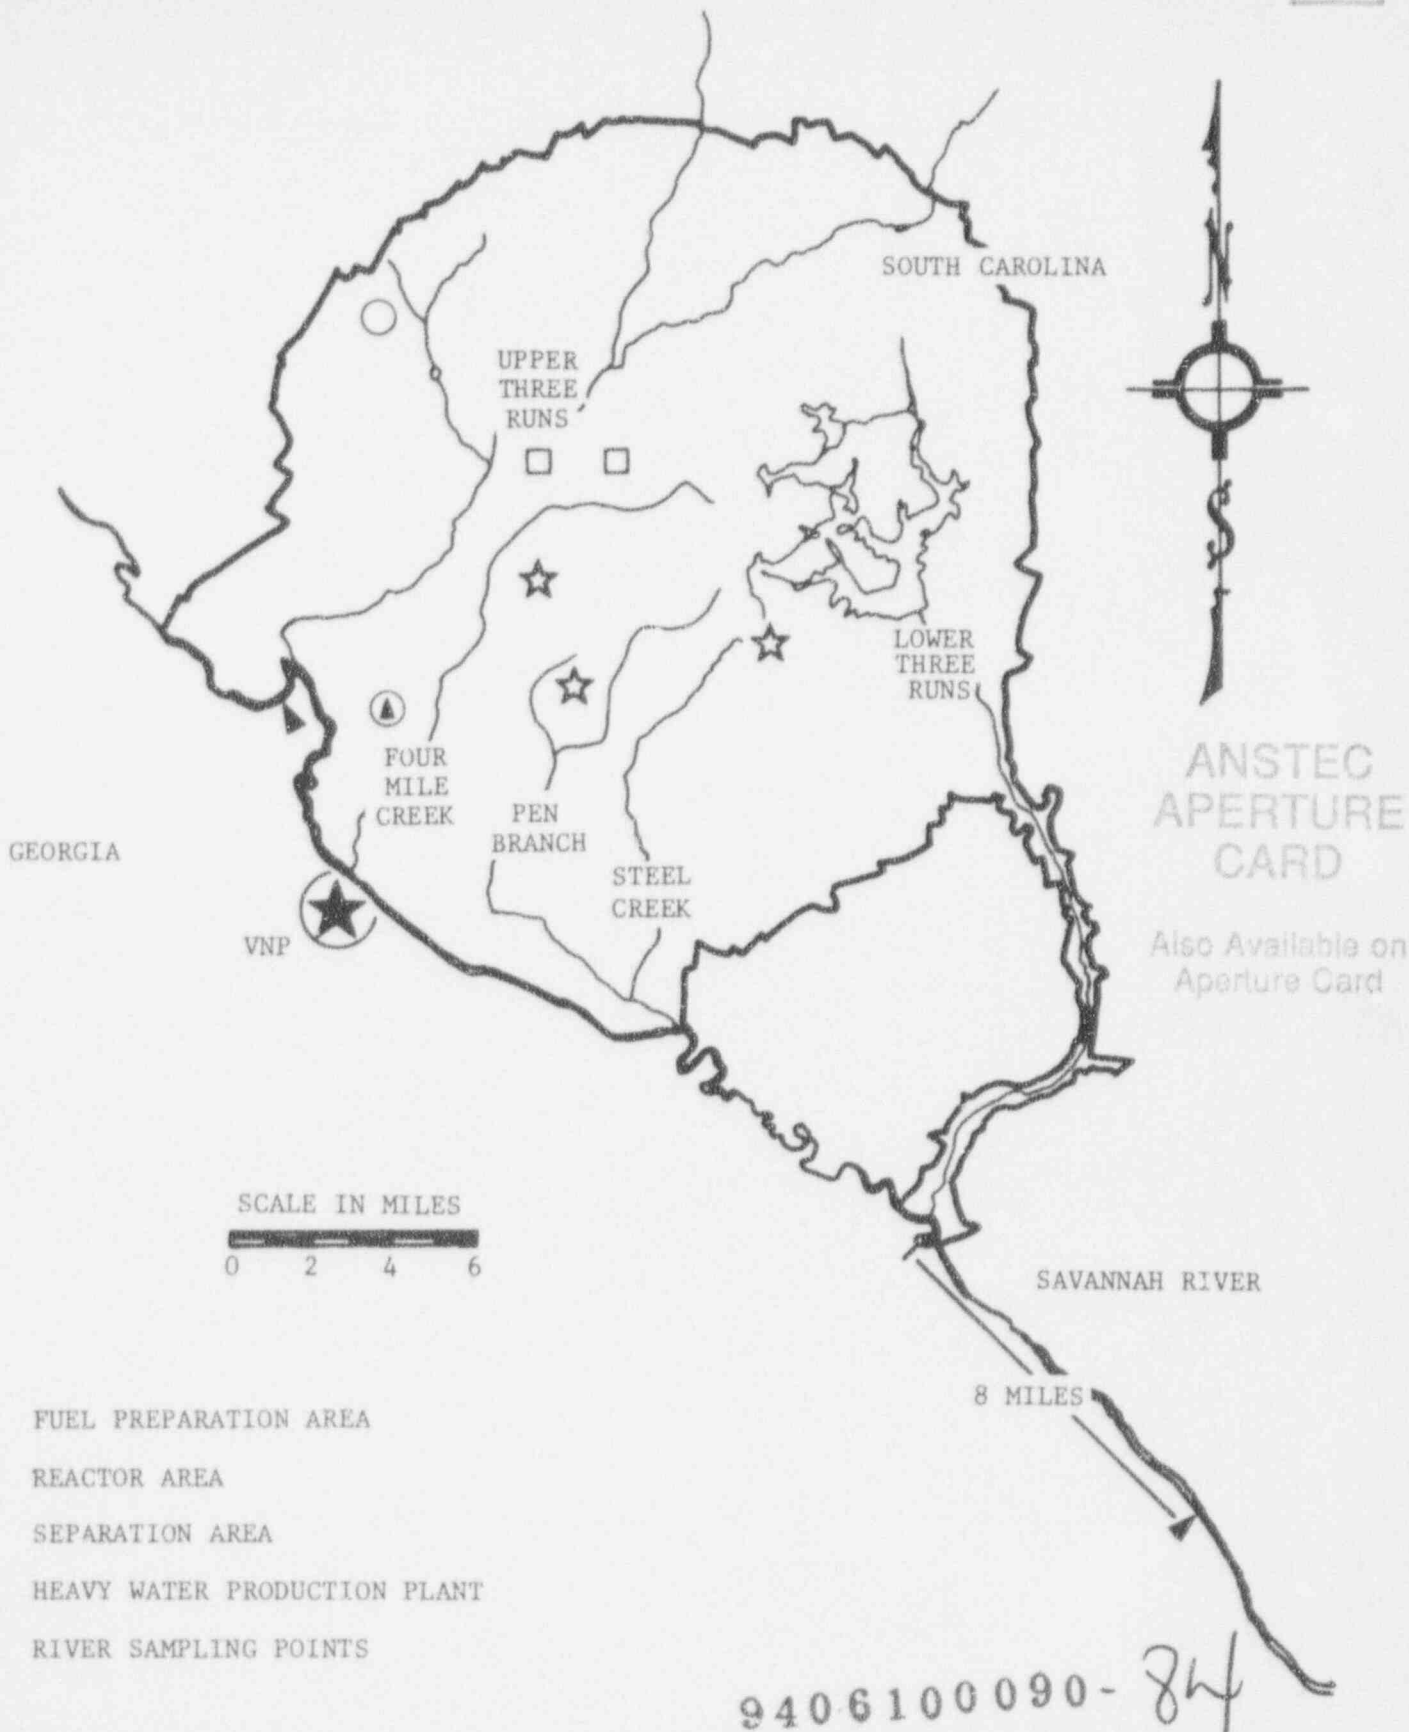 SOUTH CAROLINA
N
UPPER
THREE
RUNS
S
LOWER
THREE
RUNS
ANSTEC
APERTURE
CARD
Also Available on
Aperture Card
FOUR
MILE
CREEK
PEN
BRANCH
GEORGIA
STEEL
CREEK
VNP
SCALE IN MILES
0 2 4 6
SAVANNAH RIVER
8 MILES
FUEL PREPARATION AREA
REACTOR AREA
SEPARATION AREA
HEAVY WATER PRODUCTION PLANT
RIVER SAMPLING POINTS
9406100090-84